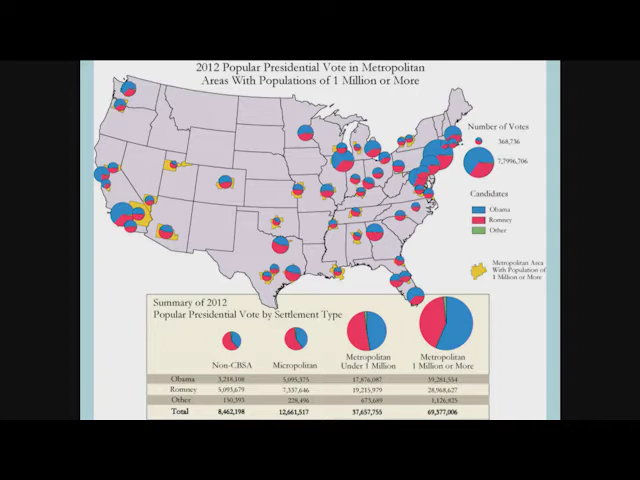 2012 Popular Presidential Vote in Metropolitan
Areas With Populations of 1 Million or More
Number of Votes
368,736
7,7996,706
Candidates
Obama
Romney
Other
Metropolitan Area
With Population of
1 Million or More
Summary of 2012
Popular Presidential Vote by Settlement Type
Non-CBSA Micropolitan Metropolitan Under 1 Million Metropolitan 1 Million or More
Obama 3,218,108 5,095,375 17,876,087 39,281,554
Romney 5,093,679 7,337,646 19,215,979 28,968,627
Other 150,393 228,496 673,689 1,126,825
Total 8,462,198 12,661,517 37,657,755 69,377,006